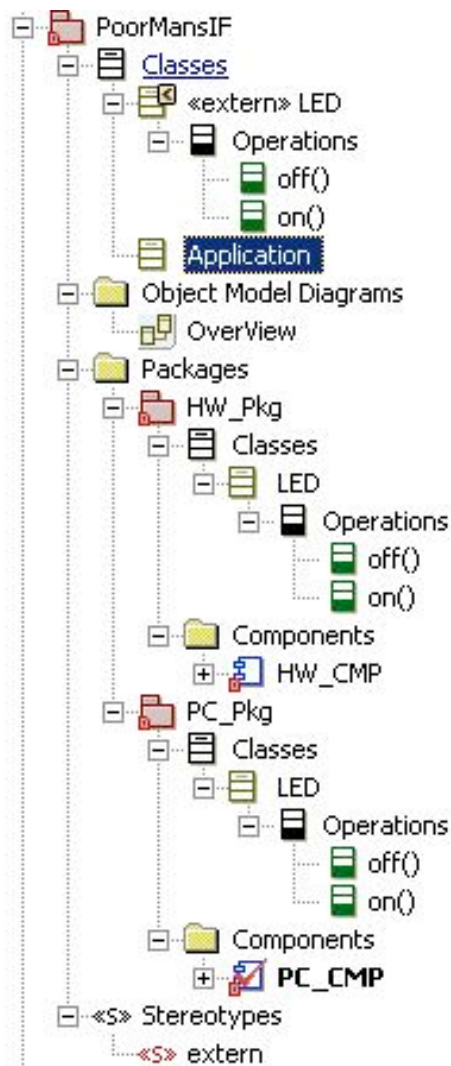 PoorMansIF
Classes
«extern» LED
Operations
off()
on()
Application
Object Model Diagrams
OverView
Packages
HW_Pkg
Classes
LED
Operations
off()
on()
Components
HW_CMP
PC_Pkg
Classes
LED
Operations
off()
on()
Components
PC_CMP
«S» Stereotypes
«S» extern